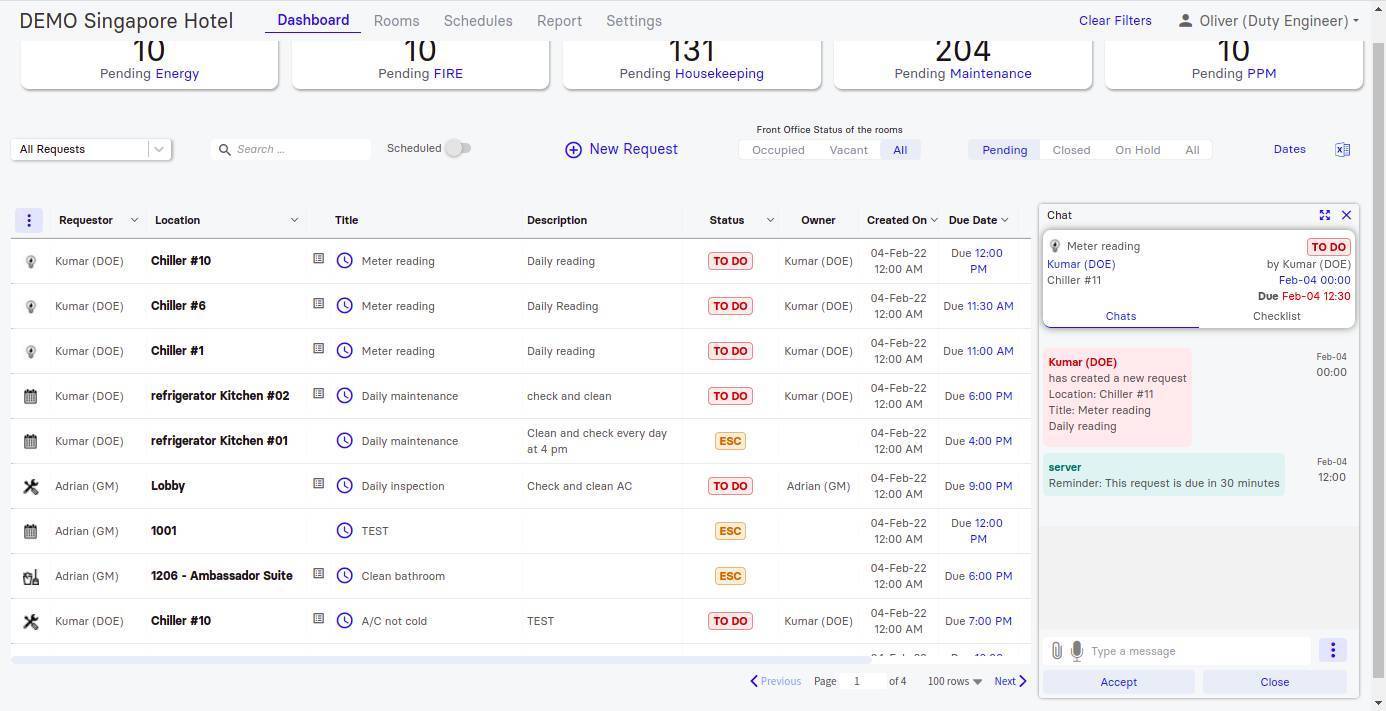 DEMO Singapore Hotel Dashboard Rooms Schedules Report Settings Clear Filters Oliver (Duty Engineer)
10 10 131 204 10
Pending Energy Pending FIRE Pending Housekeeping Pending Maintenance Pending PPM
Front Office Status of the rooms
All Requests Search ... Scheduled New Request Occupied Vacant All Pending Closed On Hold All Dates
Requestor Location Title Description Status Owner Created On Due Date
Kumar (DOE) Chiller #10 Meter reading Daily reading TO DO Kumar (DOE) 04-Feb-22 12:00 AM Due 12:00 PM
Kumar (DOE) Chiller #6 Meter reading Daily Reading TO DO Kumar (DOE) 04-Feb-22 12:00 AM Due 11:30 AM
Kumar (DOE) Chiller #1 Meter reading Daily reading TO DO Kumar (DOE) 04-Feb-22 12:00 AM Due 11:00 AM
Kumar (DOE) refrigerator Kitchen #02 Daily maintenance check and clean TO DO Kumar (DOE) 04-Feb-22 12:00 AM Due 6:00 PM
Kumar (DOE) refrigerator Kitchen #01 Daily maintenance Clean and check every day at 4 pm ESC 04-Feb-22 12:00 AM Due 4:00 PM
Adrian (GM) Lobby Daily inspection Check and clean AC TO DO Adrian (GM) 04-Feb-22 12:00 AM Due 9:00 PM
Adrian (GM) 1001 TEST ESC 04-Feb-22 12:00 AM Due 12:00 PM
Adrian (GM) 1206 - Ambassador Suite Clean bathroom ESC 04-Feb-22 12:00 AM Due 6:00 PM
Kumar (DOE) Chiller #10 A/C not cold TEST TO DO Kumar (DOE) 04-Feb-22 12:00 AM Due 7:00 PM
Previous Page 1 of 4 100 rows Next
Chat
Meter reading TO DO
Kumar (DOE) by Kumar (DOE)
Chiller #11 Feb-04 00:00
Due Feb-04 12:30
Chats Checklist
Kumar (DOE) Feb-04
has created a new request 00:00
Location: Chiller #11
Title: Meter reading
Daily reading
server Feb-04
Reminder: This request is due in 30 minutes 12:00
Type a message
Accept Close